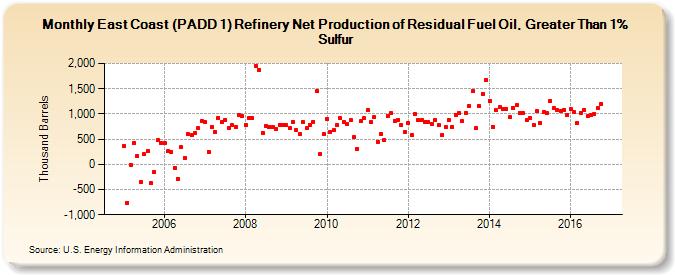 Monthly East Coast (PADD 1) Refinery Net Production of Residual Fuel Oil, Greater Than 1%
Sulfur
Thousand Barrels
2,000
1,500
1,000
500
0
-500
-1,000
2006 2008 2010 2012 2014 2016
Source: U.S. Energy Information Administration